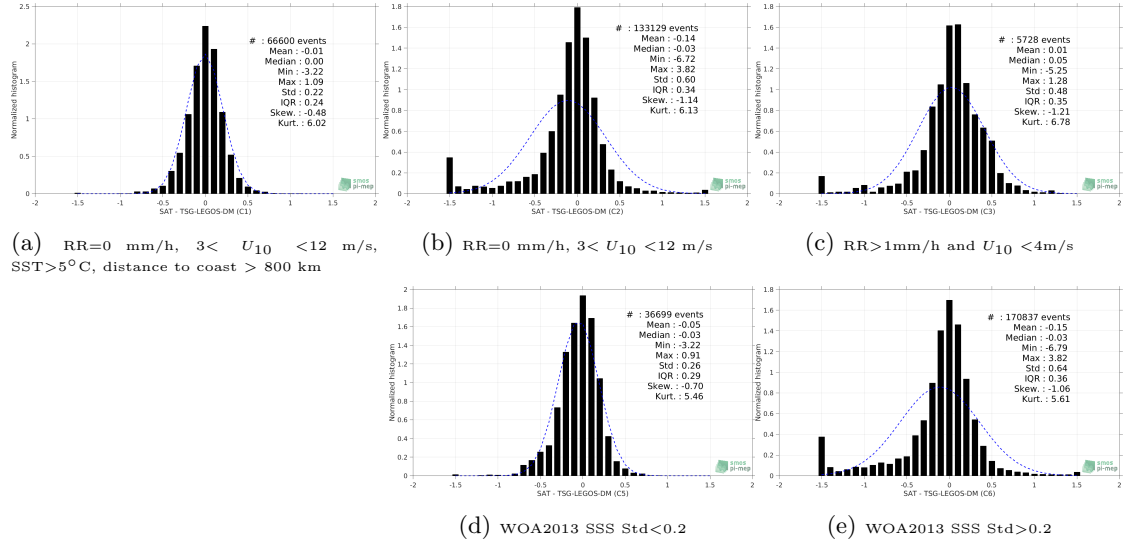 2.5
2
1.5
1
0.5
0
-2 -1.5 -1 -0.5 0 0.5 1 1.5 2
Normalized histogram
SAT - TSG-LEGOS-DM (C1)
# : 66600 events
Mean : -0.01
Median : 0.00
Min : -3.22
Max : 1.09
Std : 0.22
IQR : 0.24
Skew. : -0.48
Kurt. : 6.02
smos
pi-mep
(a) RR=0 mm/h, 3< U10 <12 m/s,
SST>5°C, distance to coast > 800 km
1.8
1.6
1.4
1.2
1
0.8
0.6
0.4
0.2
0
-2 -1.5 -1 -0.5 0 0.5 1 1.5 2
Normalized histogram
SAT - TSG-LEGOS-DM (C2)
# : 133129 events
Mean : -0.14
Median : -0.03
Min : -6.72
Max : 3.82
Std : 0.60
IQR : 0.34
Skew. : -1.14
Kurt. : 6.13
smos
pi-mep
(b) RR=0 mm/h, 3< U10 <12 m/s
1.8
1.6
1.4
1.2
1
0.8
0.6
0.4
0.2
0
-2 -1.5 -1 -0.5 0 0.5 1 1.5 2
Normalized histogram
SAT - TSG-LEGOS-DM (C3)
# : 5728 events
Mean : 0.01
Median : 0.05
Min : -5.25
Max : 1.28
Std : 0.48
IQR : 0.35
Skew. : -1.21
Kurt. : 6.78
smos
pi-mep
(c) RR>1mm/h and U10 <4m/s
2
1.8
1.6
1.4
1.2
1
0.8
0.6
0.4
0.2
0
-2 -1.5 -1 -0.5 0 0.5 1 1.5 2
Normalized histogram
SAT - TSG-LEGOS-DM (C5)
# : 36699 events
Mean : -0.05
Median : -0.03
Min : -3.22
Max : 0.91
Std : 0.26
IQR : 0.29
Skew. : -0.70
Kurt. : 5.46
smos
pi-mep
(d) WOA2013 SSS Std<0.2
1.8
1.6
1.4
1.2
1
0.8
0.6
0.4
0.2
0
-2 -1.5 -1 -0.5 0 0.5 1 1.5 2
Normalized histogram
SAT - TSG-LEGOS-DM (C6)
# : 170837 events
Mean : -0.15
Median : -0.03
Min : -6.79
Max : 3.82
Std : 0.64
IQR : 0.36
Skew. : -1.06
Kurt. : 5.61
smos
pi-mep
(e) WOA2013 SSS Std>0.2